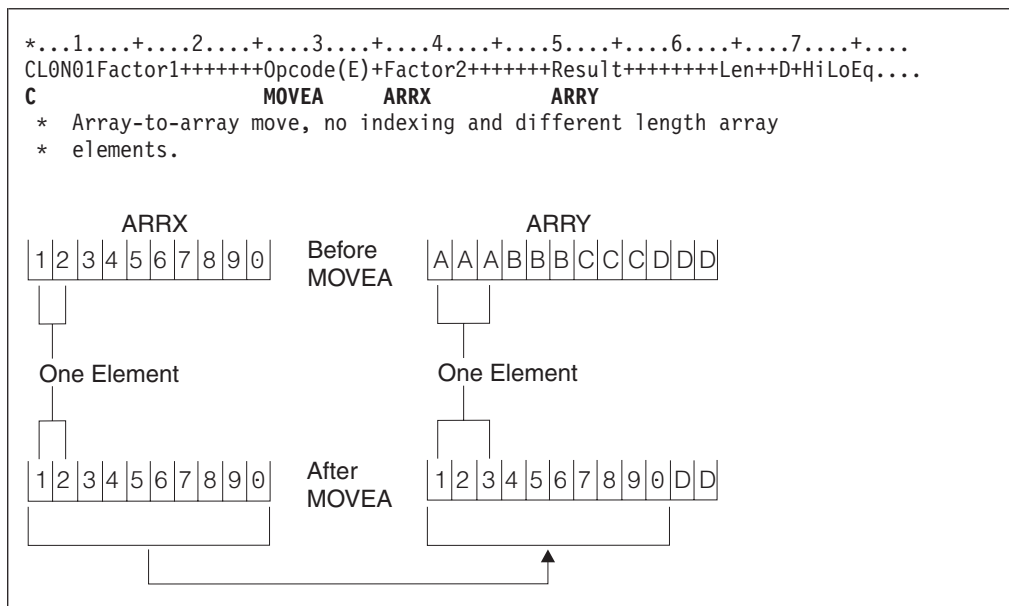 *...1....+....2....+....3....+....4....+....5....+....6....+....7....+....
CL0N01Factor1+++++++Opcode(E)+Factor2+++++++Result++++++++Len++D+HiLoEq....
C                   MOVEA     ARRX          ARRY
 *  Array-to-array move, no indexing and different length array
 *  elements.
ARRX ARRY
1 2 3 4 5 6 7 8 9 0 Before A A A B B B C C C D D D
MOVEA
One Element One Element
1 2 3 4 5 6 7 8 9 0 After 1 2 3 4 5 6 7 8 9 0 D D
MOVEA